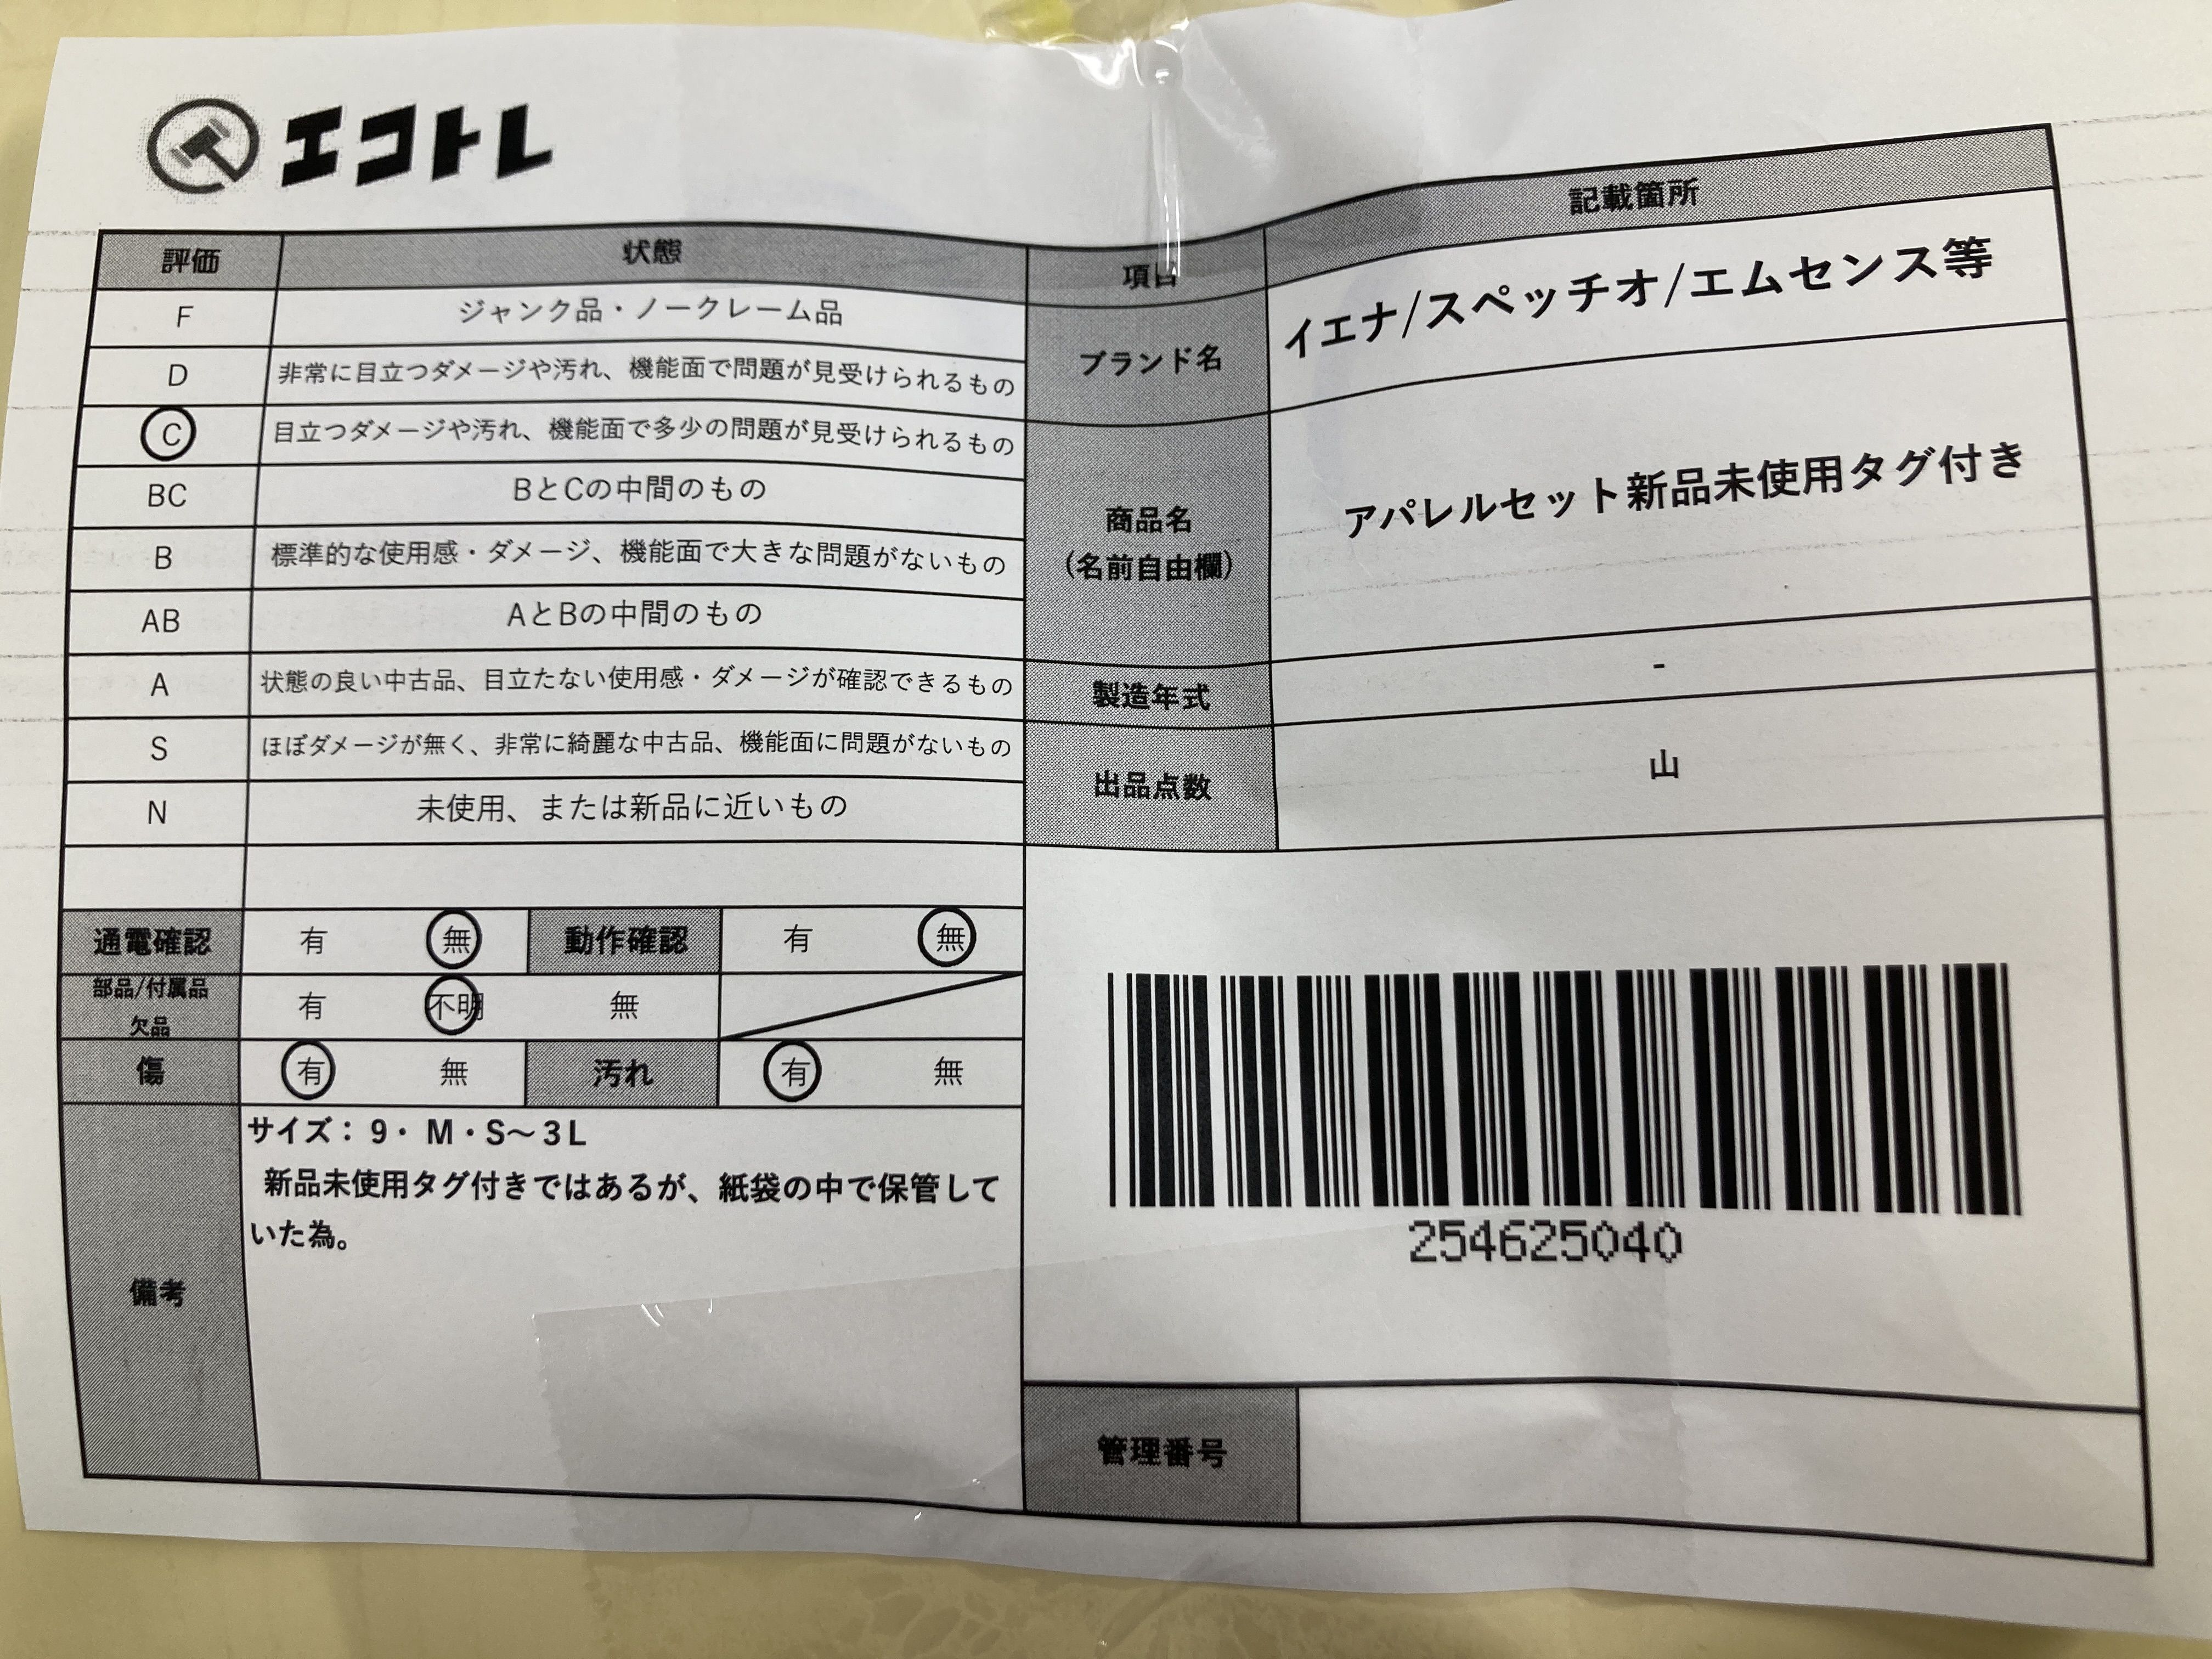 エコトレ
評価 状態
F ジャンク品・ノークレーム品
D 非常に目立つダメージや汚れ、機能面で問題が見受けられるもの
C 目立つダメージや汚れ、機能面で多少の問題が見受けられるもの
BC BとCの中間のもの
B 標準的な使用感・ダメージ、機能面で大きな問題がないもの
AB AとBの中間のもの
A 状態の良い中古品、目立たない使用感・ダメージが確認できるもの
S ほぼダメージが無く、非常に綺麗な中古品、機能面に問題がないもの
N 未使用、または新品に近いもの
通電確認 有 無 動作確認 有 無
部品/付属品
欠品 有 不明 無
傷 有 無 汚れ 有 無
備考
サイズ：9・M・S～3L
新品未使用タグ付きではあるが、紙袋の中で保管して
いた為。
項目 記載箇所
ブランド名 イエナ/スペッチオ/エムセンス等
商品名
(名前自由欄)
アパレルセット新品未使用タグ付き
製造年式 -
出品点数 山
254625040
管理番号